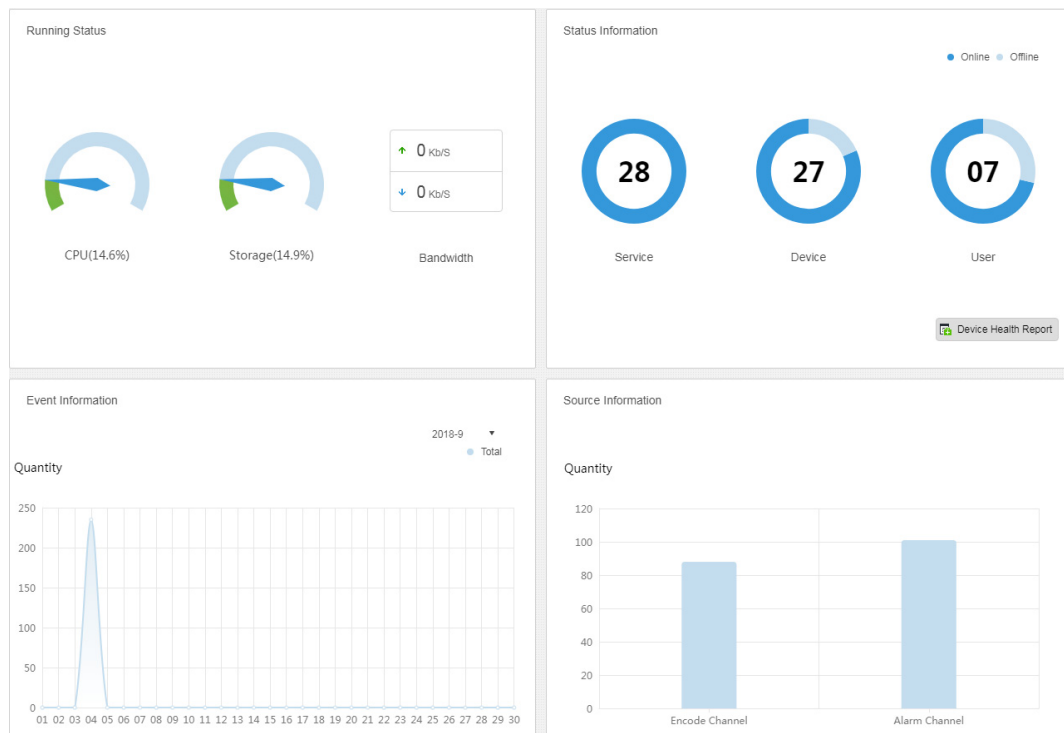 Running Status
0 Kb/S
0 Kb/S
CPU(14.6%)
Storage(14.9%)
Bandwidth
Status Information
Online
Offline
28
27
07
Service
Device
User
Device Health Report
Event Information
2018-9
Total
Quantity
250
200
150
100
50
0
01 02 03 04 05 06 07 08 09 10 11 12 13 14 15 16 17 18 19 20 21 22 23 24 25 26 27 28 29 30
Source Information
Quantity
120
100
80
60
40
20
0
Encode Channel
Alarm Channel